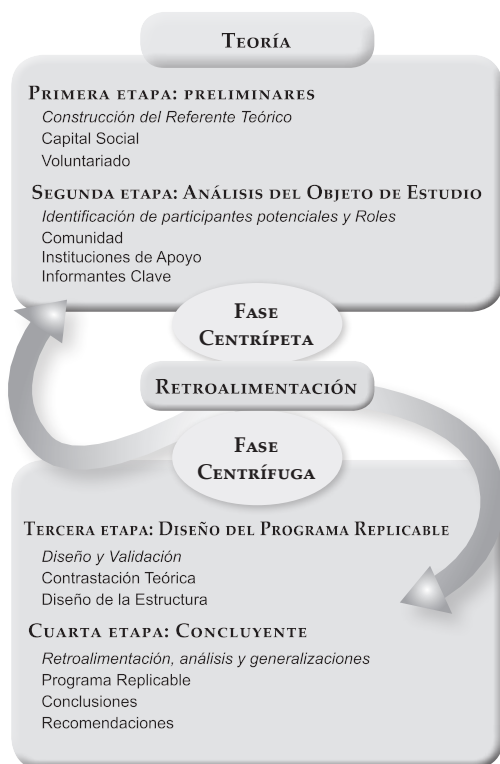 Teoría
Primera etapa: preliminares
Construcción del Referente Teórico
Capital Social
Voluntariado
Segunda etapa: Análisis del Objeto de Estudio
Identificación de participantes potenciales y Roles
Comunidad
Instituciones de Apoyo
Informantes Clave
Fase
Centrípeta
Retroalimentación
Fase
Centrífuga
Tercera etapa: Diseño del Programa Replicable
Diseño y Validación
Contrastación Teórica
Diseño de la Estructura
Cuarta etapa: Concluyente
Retroalimentación, análisis y generalizaciones
Programa Replicable
Conclusiones
Recomendaciones